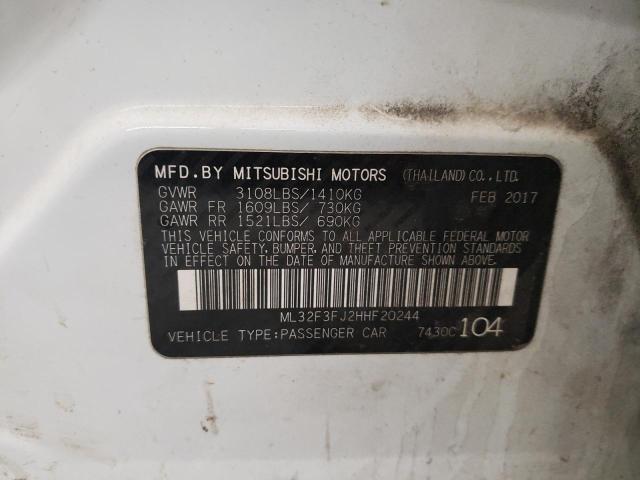 MFD.BY MITSUBISHI MOTORS (THAILAND) CO., LTD.
GVWR 3108LBS/1410KG FEB 2017
GAWR FR 1609LBS/ 730KG
GAWR RR 1521LBS/ 690KG
THIS VEHICLE CONFORMS TO ALL APPLICABLE FEDERAL MOTOR
VEHICLE SAFETY, BUMPER, AND THEFT PREVENTION STANDARDS
IN EFFECT ON THE DATE OF MANUFACTURE SHOWN ABOVE.
ML32F3FJ2HHF20244
VEHICLE TYPE:PASSENGER CAR 7430C 104